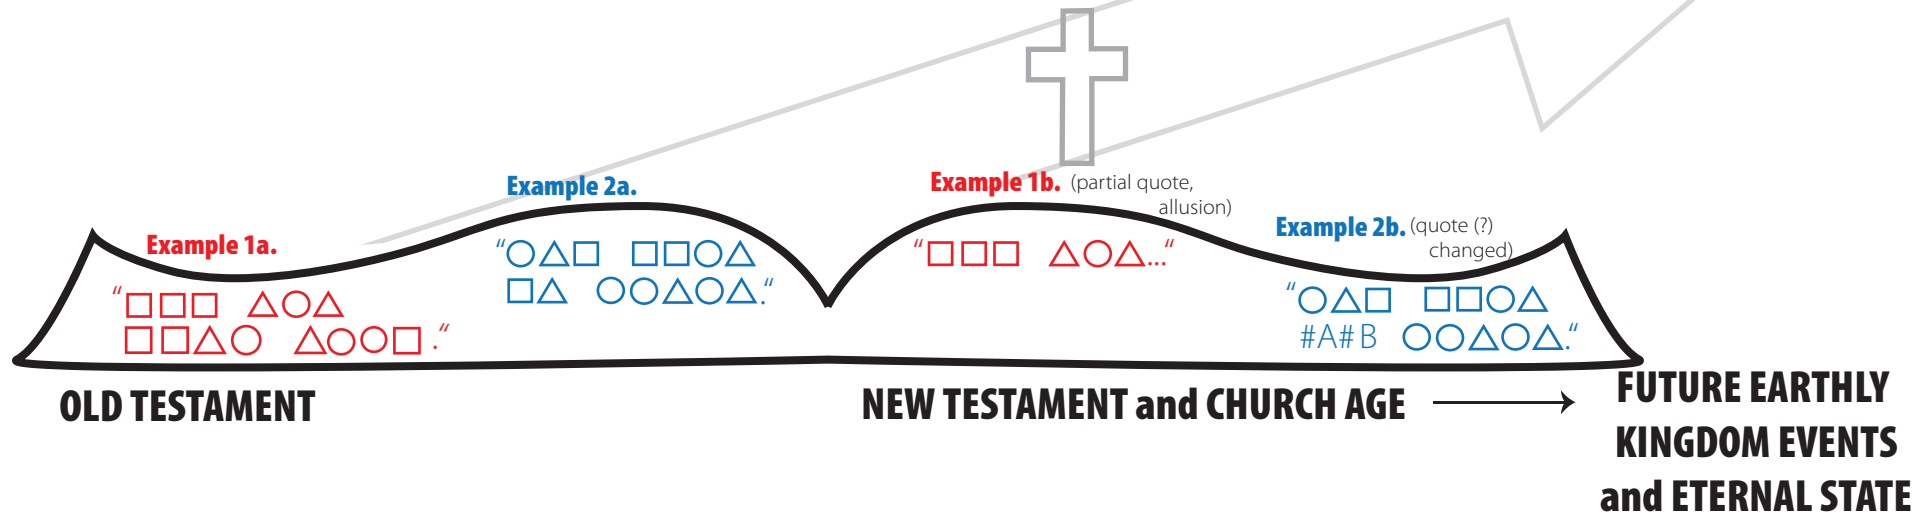 Example 1a.
“□□□ △○△
□□△○ △○○□.“
Example 2a.
“○△□ □□○△
□△ ○○△○△.“
Example 1b. (partial quote,
allusion)
“□□□ △○△...“
Example 2b. (quote (?)
changed)
“○△□ □□○△
#A#B ○○△○△.“
OLD TESTAMENT
NEW TESTAMENT and CHURCH AGE
FUTURE EARTHLY
KINGDOM EVENTS
and ETERNAL STATE